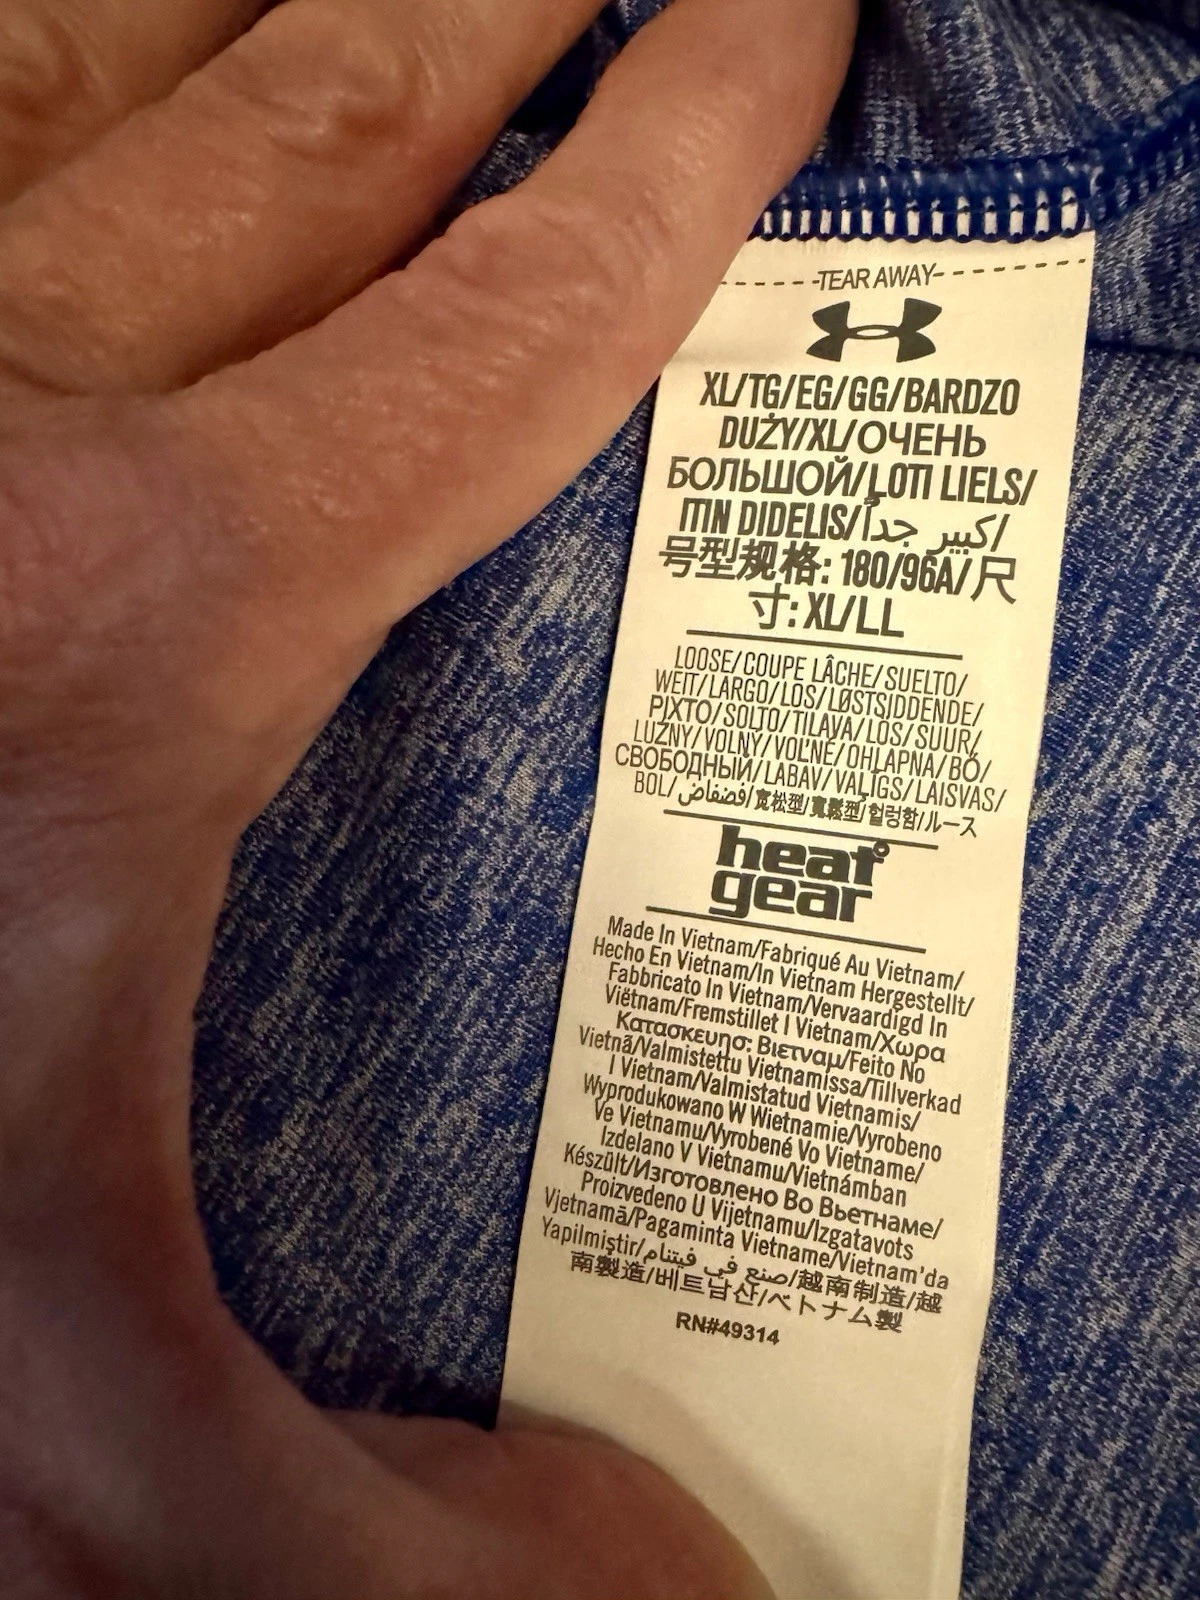 TEAR AWAY
XL/TG/EG/GG/BARDZO
DUŻY/XL/ОЧЕНЬ
БОЛЬШОЙ/ĻOTI LIELS/
ITIN DIDELIS/كبير جداً/
号型规格: 180/96A/尺
寸: XL/LL
LOOSE/COUPE LÂCHE/SUELTO/
WEIT/LARGO/LOS/LØSTSIDDENDE/
ΡΙΧΤΟ/SOLTO/TILAVA/LÖS/SUUR/
LUŹNY/VOLNÝ/VOĽNÉ/OHLAPNA/BŐ/
СВОБОДНЫЙ/LABAV/VALĪGS/LAISVAS/
BOL/فضفاض/宽松型/寬鬆型/헐렁함/ルース
heat
gear
Made In Vietnam/Fabriqué Au Vietnam/
Hecho En Vietnam/In Vietnam Hergestellt/
Fabbricato In Vietnam/Vervaardigd In
Viëtnam/Fremstillet I Vietnam/Χωρα
Κατασκευησ: Βιετναμ/Feito No
Vietnã/Valmistettu Vietnamissa/Tillverkad
I Vietnam/Valmistatud Vietnamis/
Wyprodukowano W Wietnamie/Vyrobeno
Ve Vietnamu/Vyrobené Vo Vietname/
Izdelano V Vietnamu/Vietnámban
Készült/Изготовлено Во Вьетнаме/
Proizvedeno U Vijetnamu/Izgatavots
Vjetnamā/Pagaminta Vietname/Vietnam'da
Yapilmiştir/صنع في فيتنام/越南制造/越
南製造/베트남산/ベトナム製
RN#49314